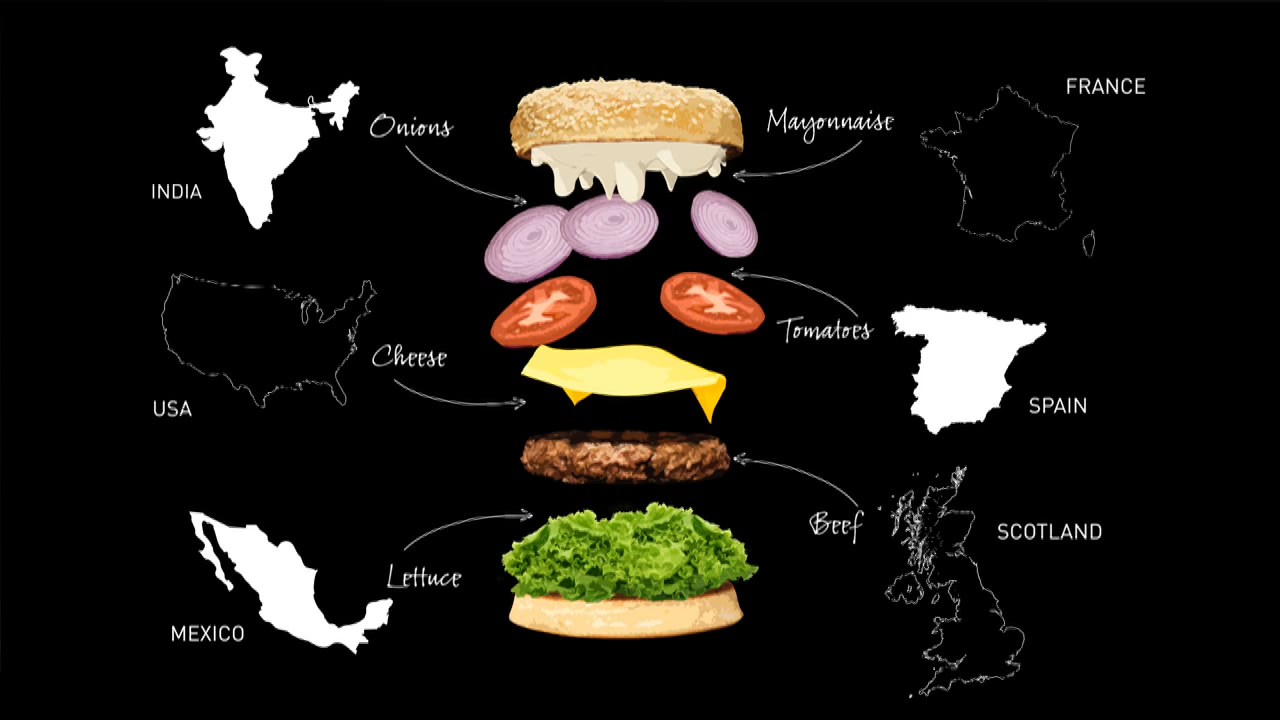 FRANCE
Onions
Mayonnaise
INDIA
Tomatoes
Cheese
USA
SPAIN
Beef
SCOTLAND
Lettuce
MEXICO